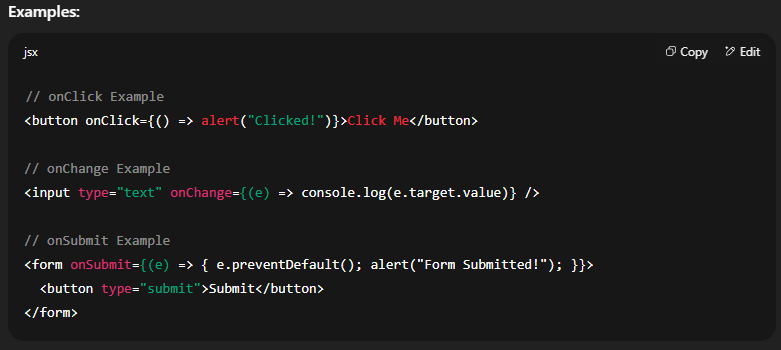 Examples:
jsx
Copy
Edit
// onClick Example
<button onClick={() => alert("Clicked!")}>Click Me</button>
// onChange Example
<input type="text" onChange={(e) => console.log(e.target.value)} />
// onSubmit Example
<form onSubmit={(e) => { e.preventDefault(); alert("Form Submitted!"); }}>
  <button type="submit">Submit</button>
</form>